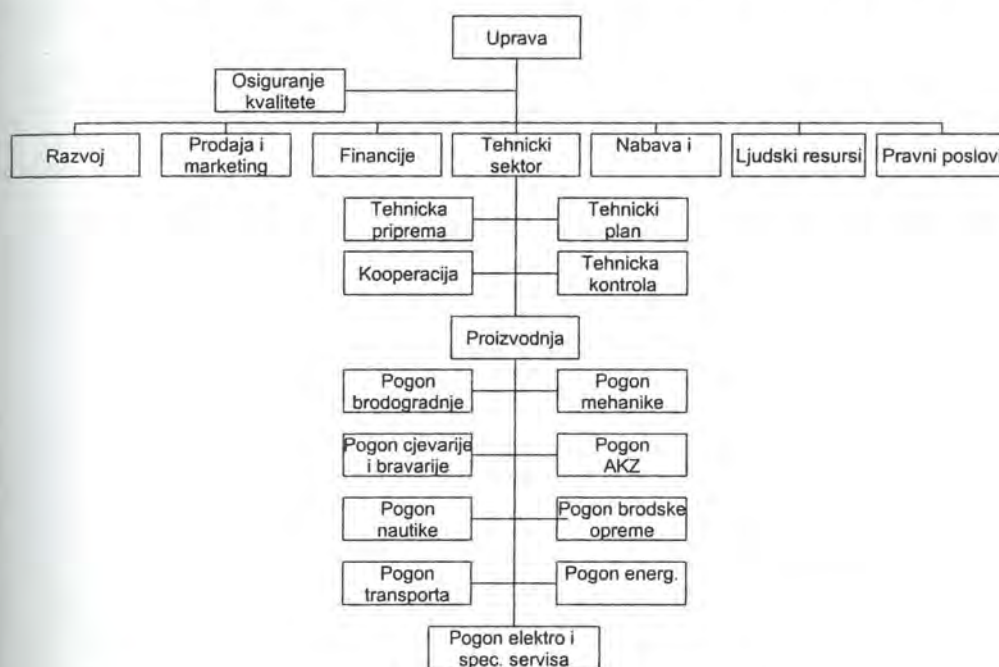 Uprava
Osiguranje
kvalitete
Razvoj
Prodaja i
marketing
Financije
Tehnicki
sektor
Nabava i
Ljudski resursi
Pravni poslovi
Tehnicka
priprema
Tehnicki
plan
Kooperacija
Tehnicka
kontrola
Proizvodnja
Pogon
brodogradnje
Pogon
mehanike
Pogon cjevarije
i bravarije
Pogon
AKZ
Pogon
nautike
Pogon brodske
opreme
Pogon
transporta
Pogon energ.
Pogon elektro i
spec. servisa